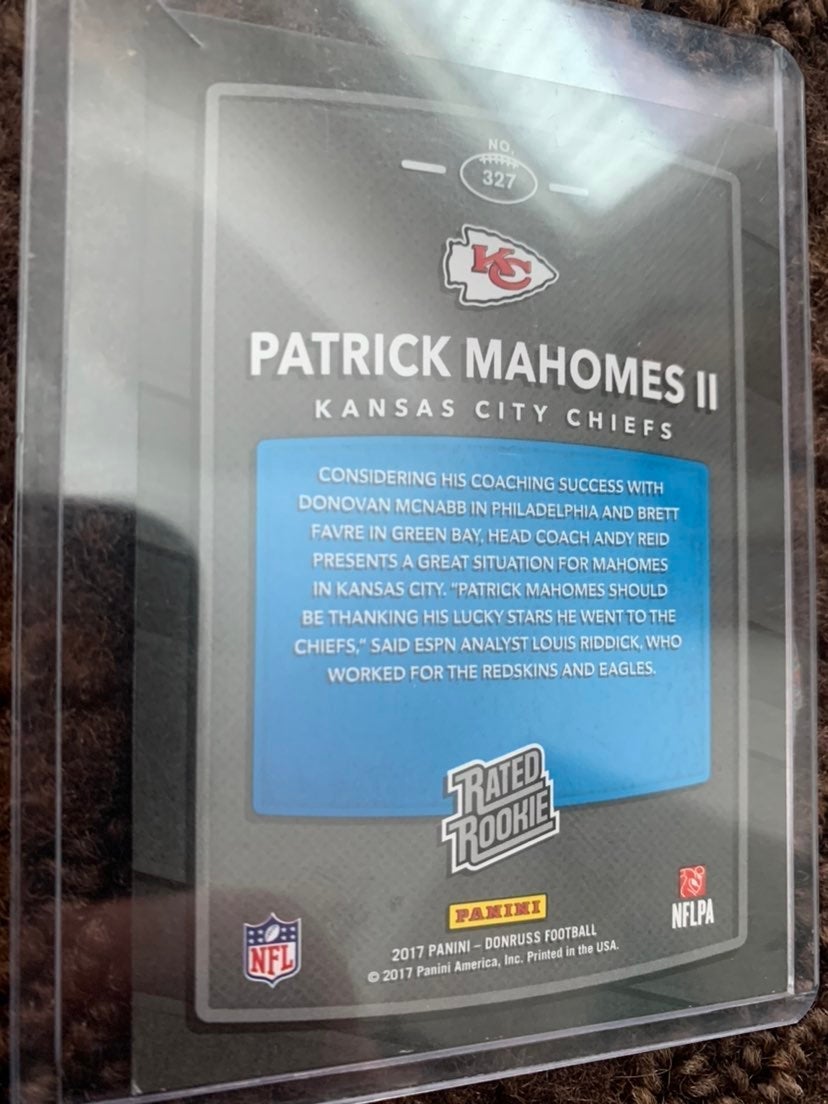 NO.
327
KC
PATRICK MAHOMES II
KANSAS CITY CHIEFS
CONSIDERING HIS COACHING SUCCESS WITH
DONOVAN MCNABB IN PHILADELPHIA AND BRETT
FAVRE IN GREEN BAY, HEAD COACH ANDY REID
PRESENTS A GREAT SITUATION FOR MAHOMES
IN KANSAS CITY. "PATRICK MAHOMES SHOULD
BE THANKING HIS LUCKY STARS HE WENT TO THE
CHIEFS," SAID ESPN ANALYST LOUIS RIDDICK, WHO
WORKED FOR THE REDSKINS AND EAGLES.
RATED
ROOKIE
PANINI
NFL
NFLPA
2017 PANINI – DONRUSS FOOTBALL
© 2017 Panini America, Inc. Printed in the USA.